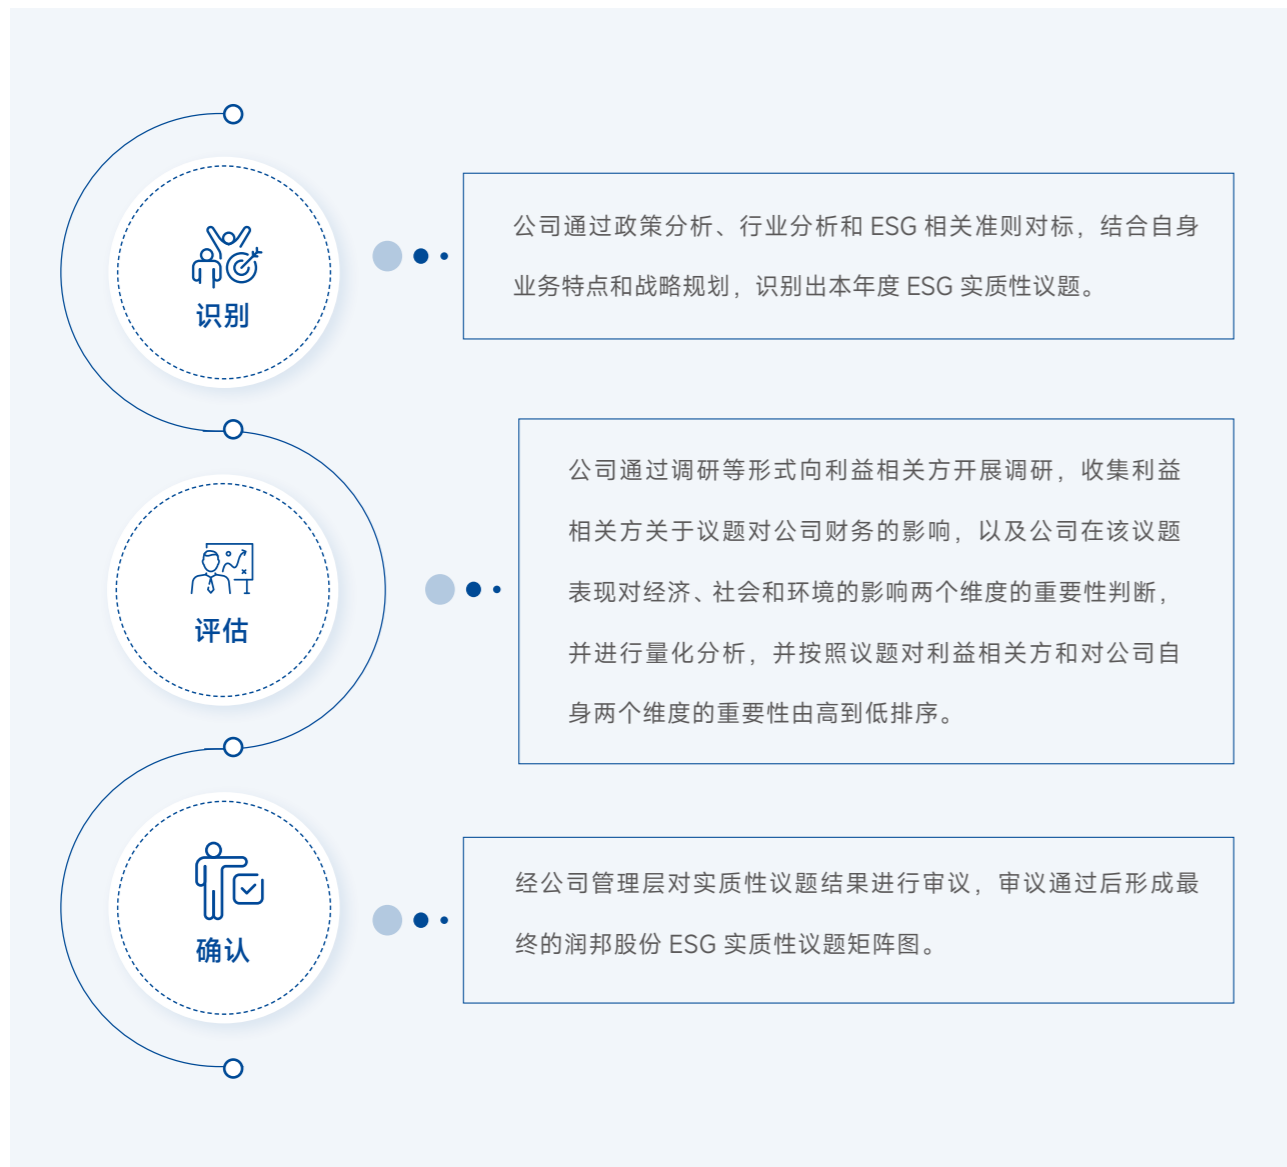 识别
公司通过政策分析、行业分析和 ESG 相关准则对标，结合自身
业务特点和战略规划，识别出本年度 ESG 实质性议题。
评估
公司通过调研等形式向利益相关方开展调研，收集利益
相关方关于议题对公司财务的影响，以及公司在该议题
表现对经济、社会和环境的影响两个维度的重要性判断，
并进行量化分析，并按照议题对利益相关方和对公司自
身两个维度的重要性由高到低排序。
确认
经公司管理层对实质性议题结果进行审议，审议通过后形成最
终的润邦股份 ESG 实质性议题矩阵图。